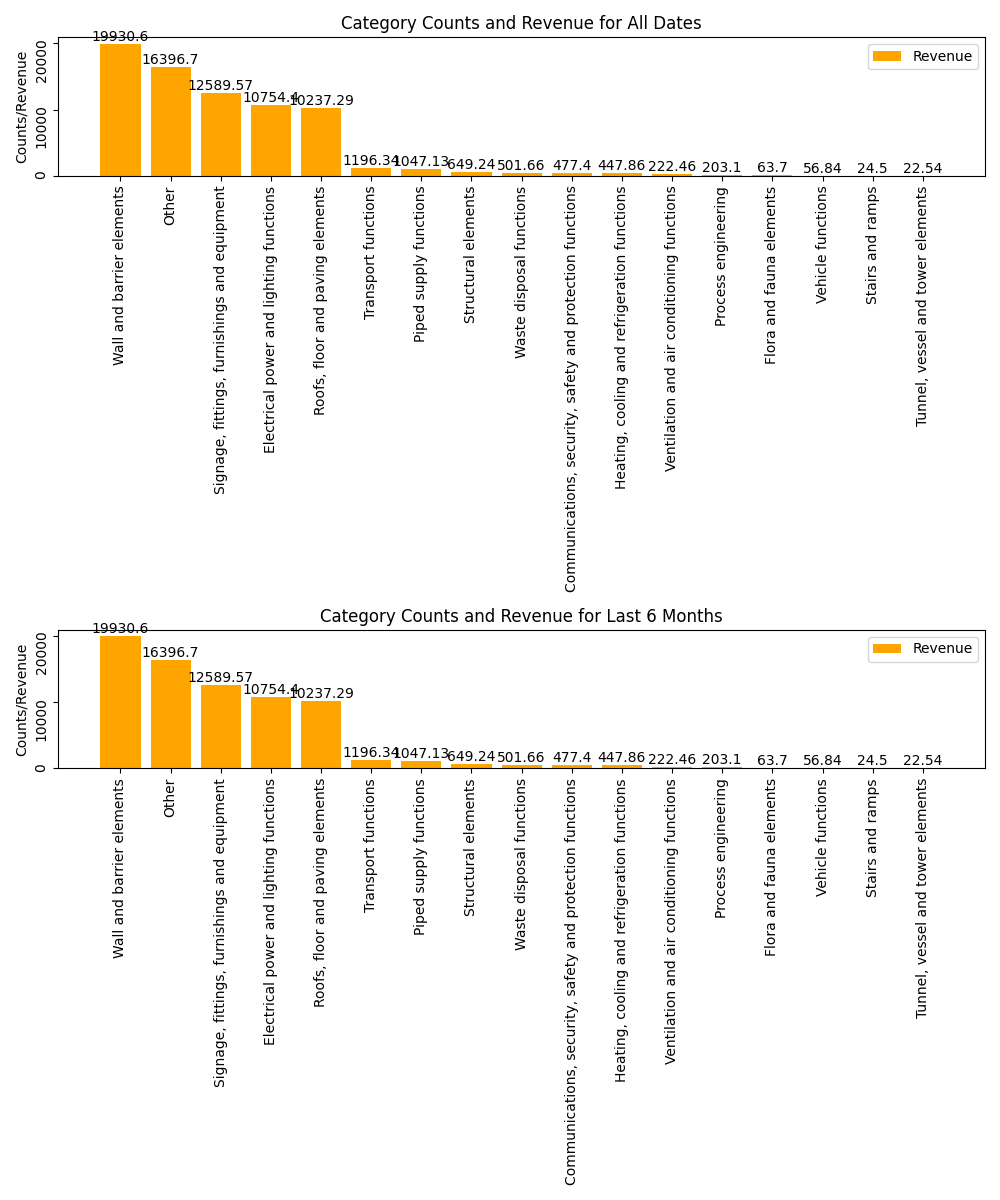 Category Counts and Revenue for All Dates
Counts/Revenue
20000
10000
0
19930.6
16396.7
12589.57
10754.4
10237.29
1196.34
1047.13
649.24
501.66
477.4
447.86
222.46
203.1
63.7
56.84
24.5
22.54
Revenue
Wall and barrier elements
Other
Signage, fittings, furnishings and equipment
Electrical power and lighting functions
Roofs, floor and paving elements
Transport functions
Piped supply functions
Structural elements
Waste disposal functions
Communications, security, safety and protection functions
Heating, cooling and refrigeration functions
Ventilation and air conditioning functions
Process engineering
Flora and fauna elements
Vehicle functions
Stairs and ramps
Tunnel, vessel and tower elements
Category Counts and Revenue for Last 6 Months
Counts/Revenue
20000
10000
0
19930.6
16396.7
12589.57
10754.4
10237.29
1196.34
1047.13
649.24
501.66
477.4
447.86
222.46
203.1
63.7
56.84
24.5
22.54
Revenue
Wall and barrier elements
Other
Signage, fittings, furnishings and equipment
Electrical power and lighting functions
Roofs, floor and paving elements
Transport functions
Piped supply functions
Structural elements
Waste disposal functions
Communications, security, safety and protection functions
Heating, cooling and refrigeration functions
Ventilation and air conditioning functions
Process engineering
Flora and fauna elements
Vehicle functions
Stairs and ramps
Tunnel, vessel and tower elements